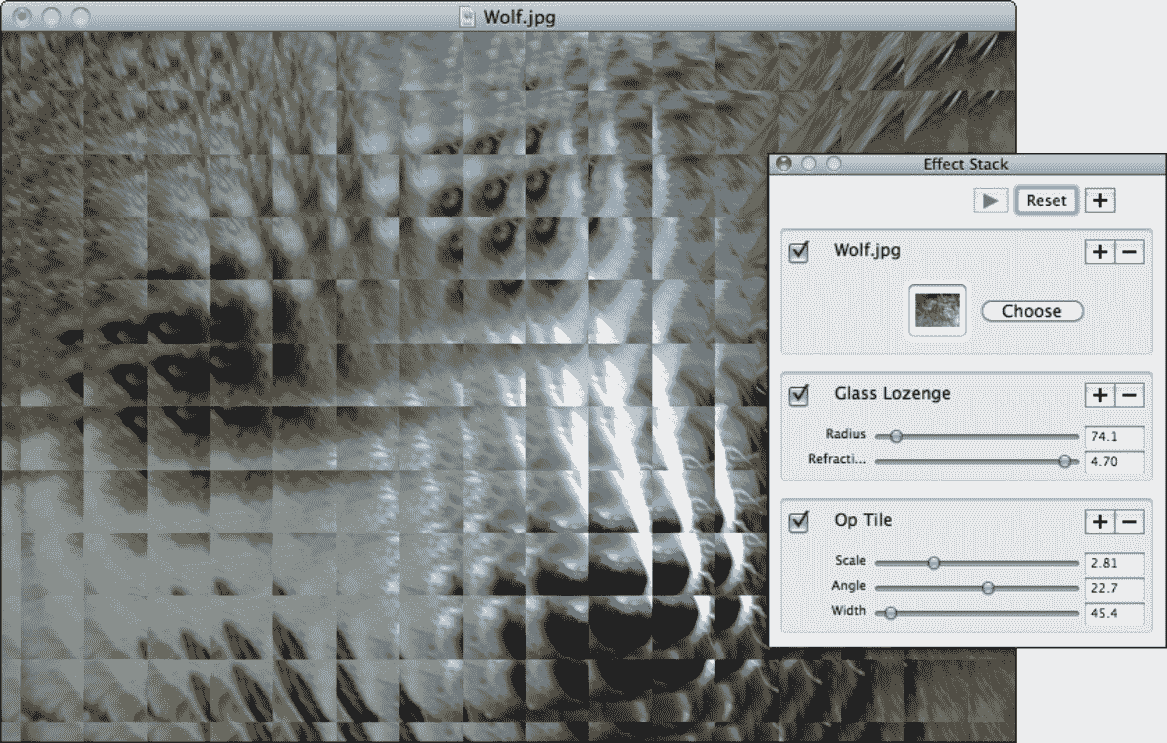 Wolf.jpg
Effect Stack
Reset +
Wolf.jpg + −
Choose
Glass Lozenge + −
Radius 74.1
Refracti... 4.70
Op Tile + −
Scale 2.81
Angle 22.7
Width 45.4